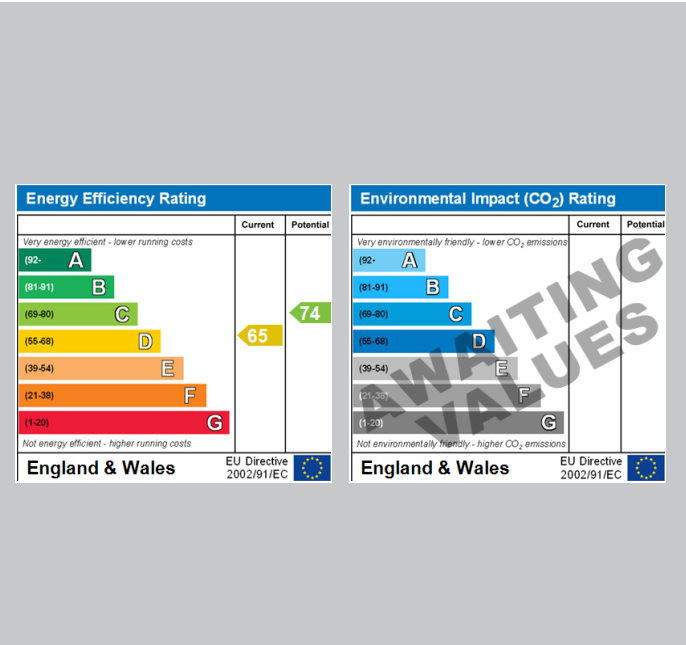 Energy Efficiency Rating
Current Potential
Very energy efficient - lower running costs
(92- A
(81-91) B
(69-80) C
74
(55-68) D
65
(39-54) E
(21-38) F
(1-20) G
Not energy efficient - higher running costs
England & Wales
EU Directive
2002/91/EC
Environmental Impact (CO2) Rating
Current Potential
Very environmentally friendly - lower CO2 emissions
(92- A
(81-91) B
(69-80) C
(55-68) D
(39-54) E
(21-38) F
(1-20) G
AWAITING
VALUES
Not environmentally friendly - higher CO2 emissions
England & Wales
EU Directive
2002/91/EC